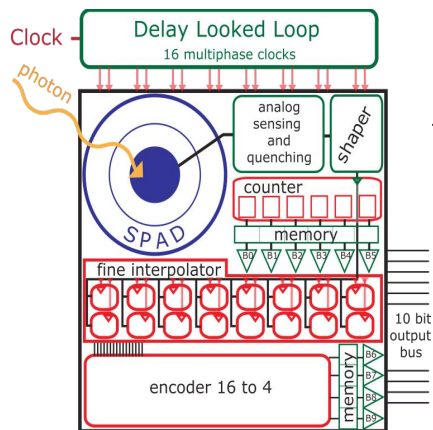 Delay Looked Loop
16 multiphase clocks
Clock
photon
SPAD
analog
sensing
and
quenching
shaper
counter
memory
B0 B1 B2 B3 B4 B5
fine interpolator
10 bit
output
bus
encoder 16 to 4
memory
B6
B7
B8
B9